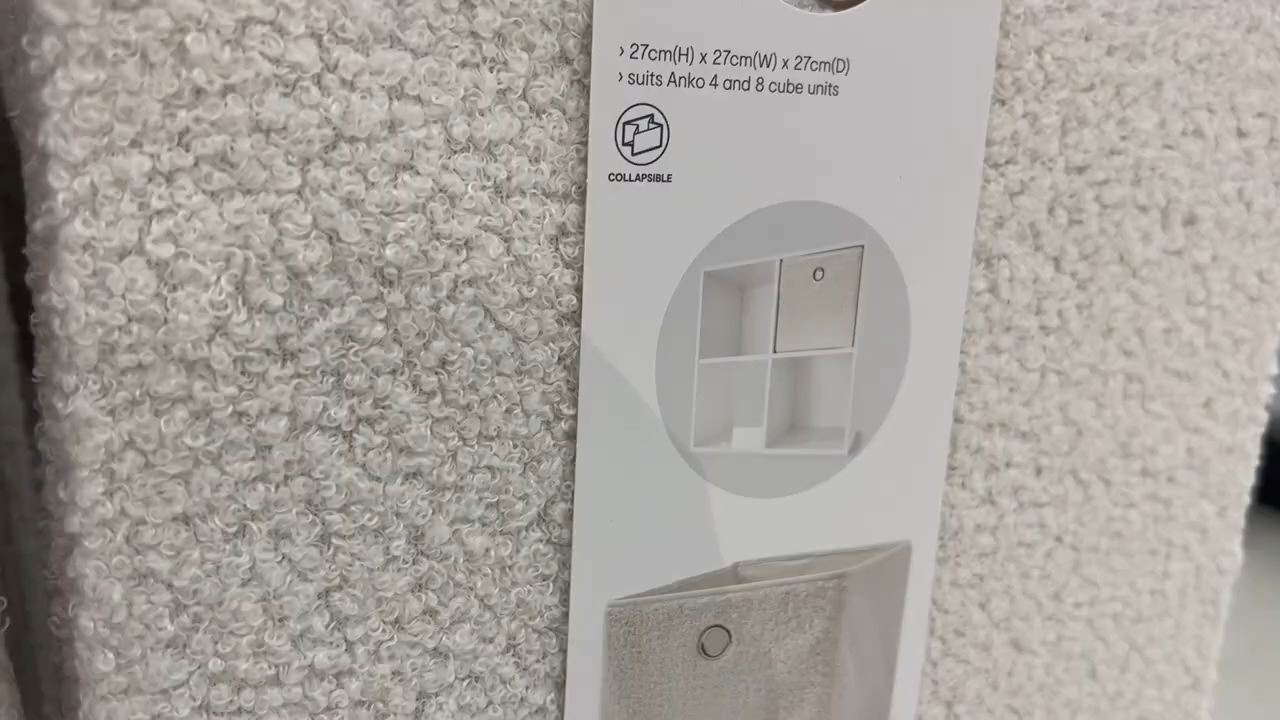 › 27cm(H) x 27cm(W) x 27cm(D)
› suits Anko 4 and 8 cube units
COLLAPSIBLE